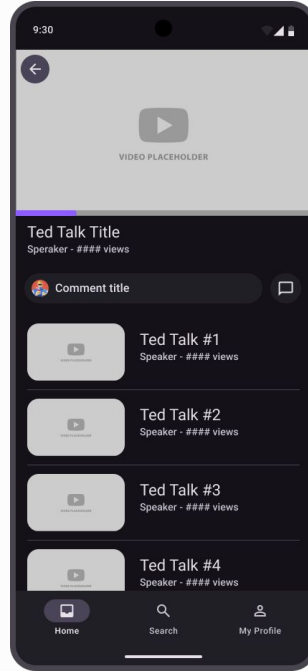 9:30
VIDEO PLACEHOLDER
Ted Talk Title
Speraker - #### views
Comment title
Ted Talk #1
Speaker - #### views
Ted Talk #2
Speaker - #### views
Ted Talk #3
Speaker - #### views
Ted Talk #4
Speaker - #### views
Home
Search
My Profile